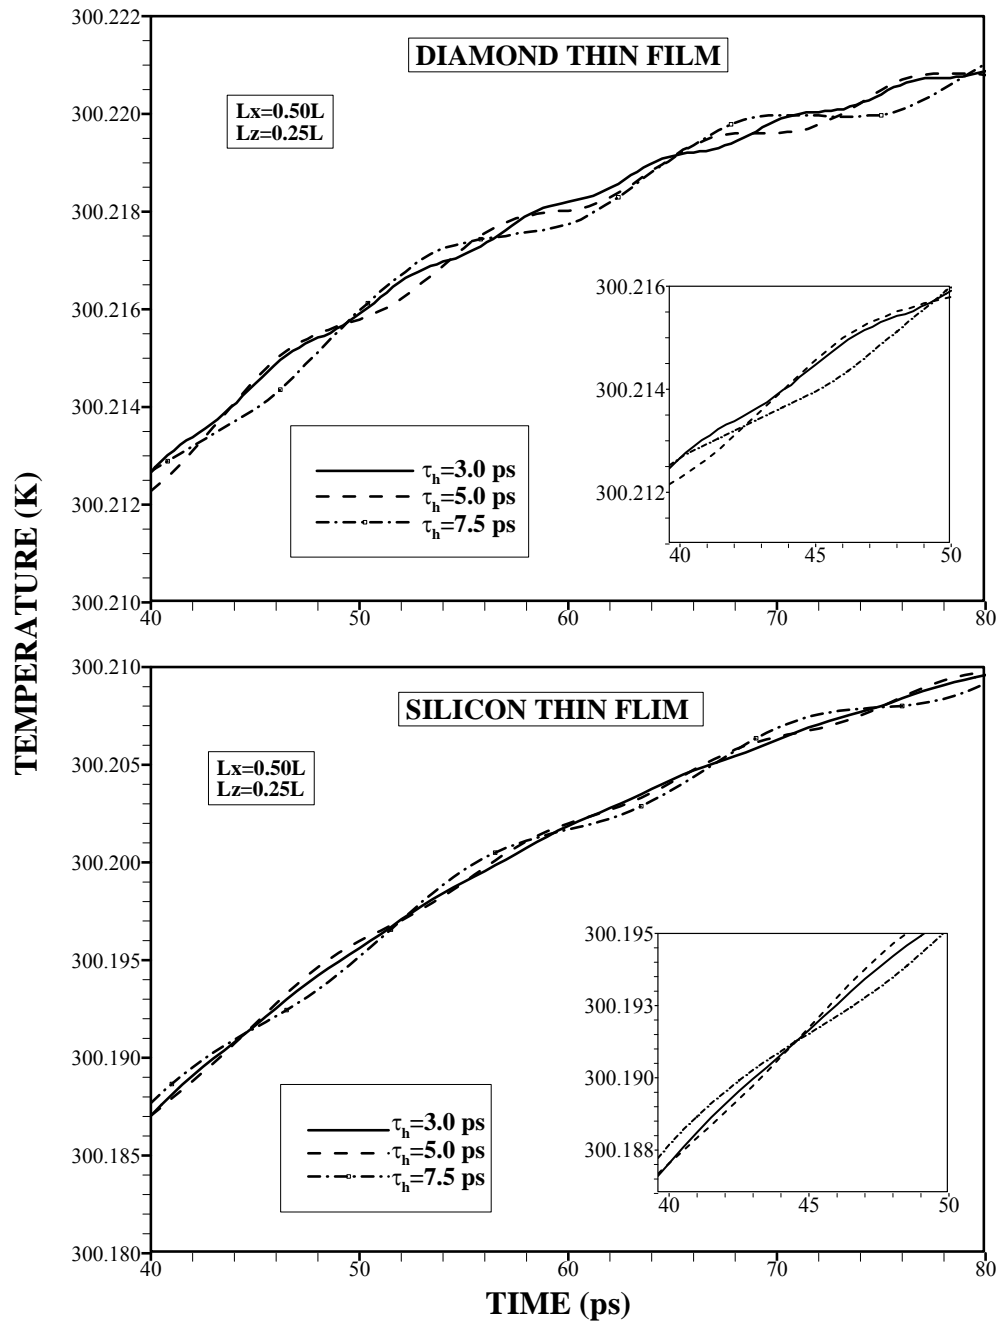 300.222
DIAMOND THIN FILM
300.220
Lx=0.50L
Lz=0.25L
300.218
300.216
300.214
300.212
300.210
τh=3.0 ps
τh=5.0 ps
τh=7.5 ps
300.216
300.214
300.212
40 45 50
40 50 60 70 80
TEMPERATURE (K)
300.210
SILICON THIN FLIM
300.205
Lx=0.50L
Lz=0.25L
300.200
300.195
300.190
300.185
300.180
τh=3.0 ps
τh=5.0 ps
τh=7.5 ps
300.195
300.193
300.190
300.188
40 45 50
40 50 60 70 80
TIME (ps)